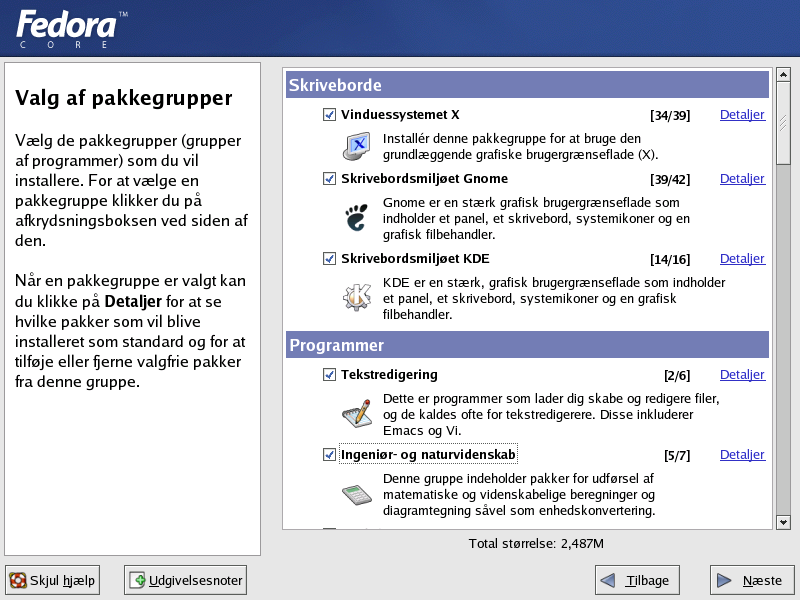 Fedora™
CORE
Valg af pakkegrupper
Vælg de pakkegrupper (grupper
af programmer) som du vil
installere. For at vælge en
pakkegruppe klikker du på
afkrydsningsboksen ved siden af
den.
Når en pakkegruppe er valgt kan
du klikke på Detaljer for at se
hvilke pakker som vil blive
installeret som standard og for at
tilføje eller fjerne valgfrie pakker
fra denne gruppe.
Skriveborde
Vinduessystemet X [34/39] Detaljer
Installér denne pakkegruppe for at bruge den
grundlæggende grafiske brugergrænseflade (X).
Skrivebordsmiljøet Gnome [39/42] Detaljer
Gnome er en stærk grafisk brugergrænseflade som
indholder et panel, et skrivebord, systemikoner og en
grafisk filbehandler.
Skrivebordsmiljøet KDE [14/16] Detaljer
KDE er en stærk, grafisk brugergrænseflade som indholder
et panel, et skrivebord, systemikoner og en grafisk
filbehandler.
Programmer
Tekstredigering [2/6] Detaljer
Dette er programmer som lader dig skabe og redigere filer,
og de kaldes ofte for tekstredigerere. Disse inkluderer
Emacs og Vi.
Ingeniør- og naturvidenskab [5/7] Detaljer
Denne gruppe indeholder pakker for udførsel af
matematiske og videnskabelige beregninger og
diagramtegning såvel som enhedskonvertering.
Total størrelse: 2,487M
Skjul hjælp Udgivelsesnoter Tilbage Næste